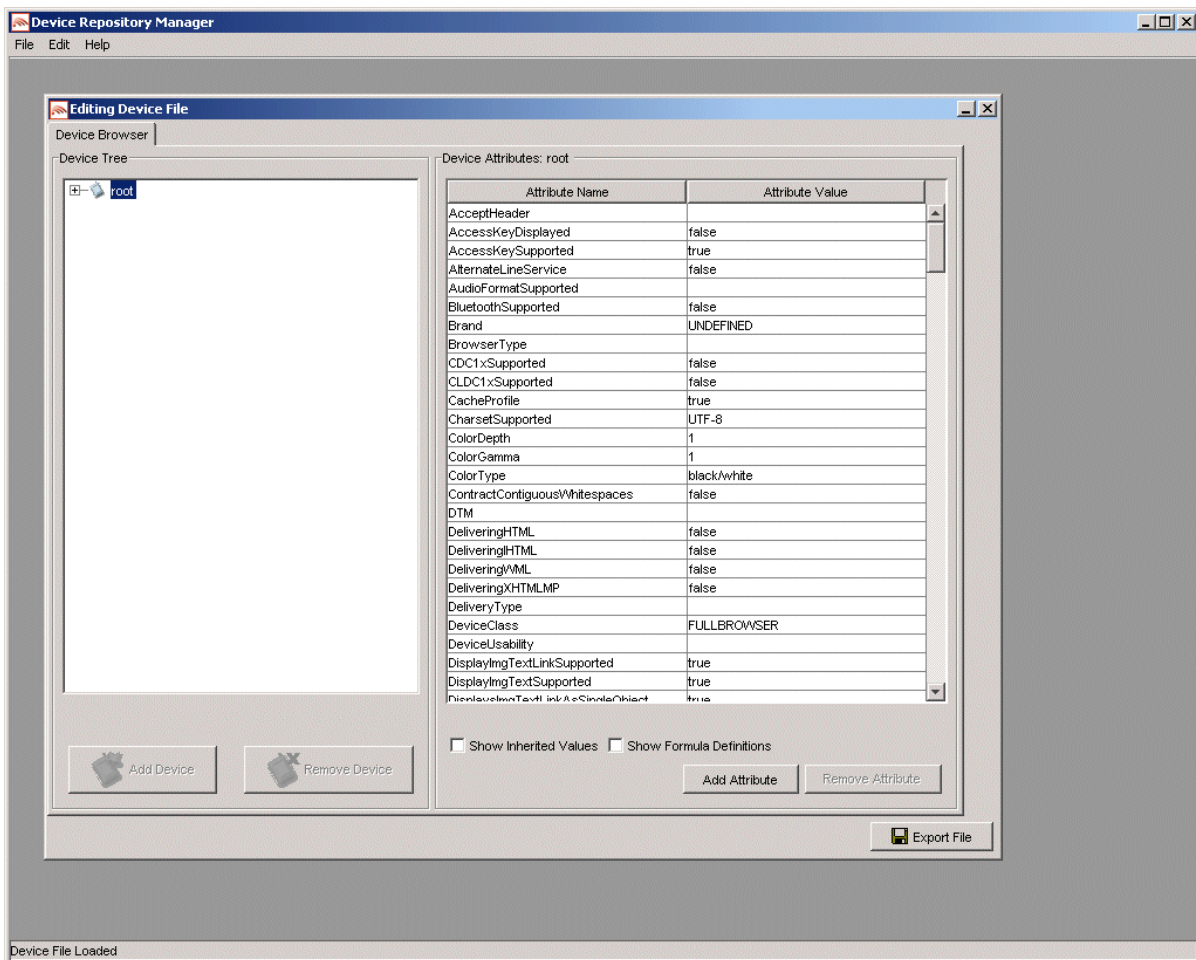 Device Repository Manager
File Edit Help
Editing Device File
Device Browser
Device Tree
root
Device Attributes: root
Attribute Name Attribute Value
AcceptHeader
AccessKeyDisplayed false
AccessKeySupported true
AlternateLineService false
AudioFormatSupported
BluetoothSupported false
Brand UNDEFINED
BrowserType
CDC1xSupported false
CLDC1xSupported false
CacheProfile true
CharsetSupported UTF-8
ColorDepth 1
ColorGamma 1
ColorType black/white
ContractContiguousWhitespaces false
DTM
DeliveringHTML false
DeliveringIHTML false
DeliveringWML false
DeliveringXHTMLMP false
DeliveryType
DeviceClass FULLBROWSER
DeviceUsability
DisplayImgTextLinkSupported true
DisplayImgTextSupported true
DisplaysImgTextLinkAsSingleObject true
Show Inherited Values Show Formula Definitions
Add Device Remove Device
Add Attribute Remove Attribute
Export File
Device File Loaded